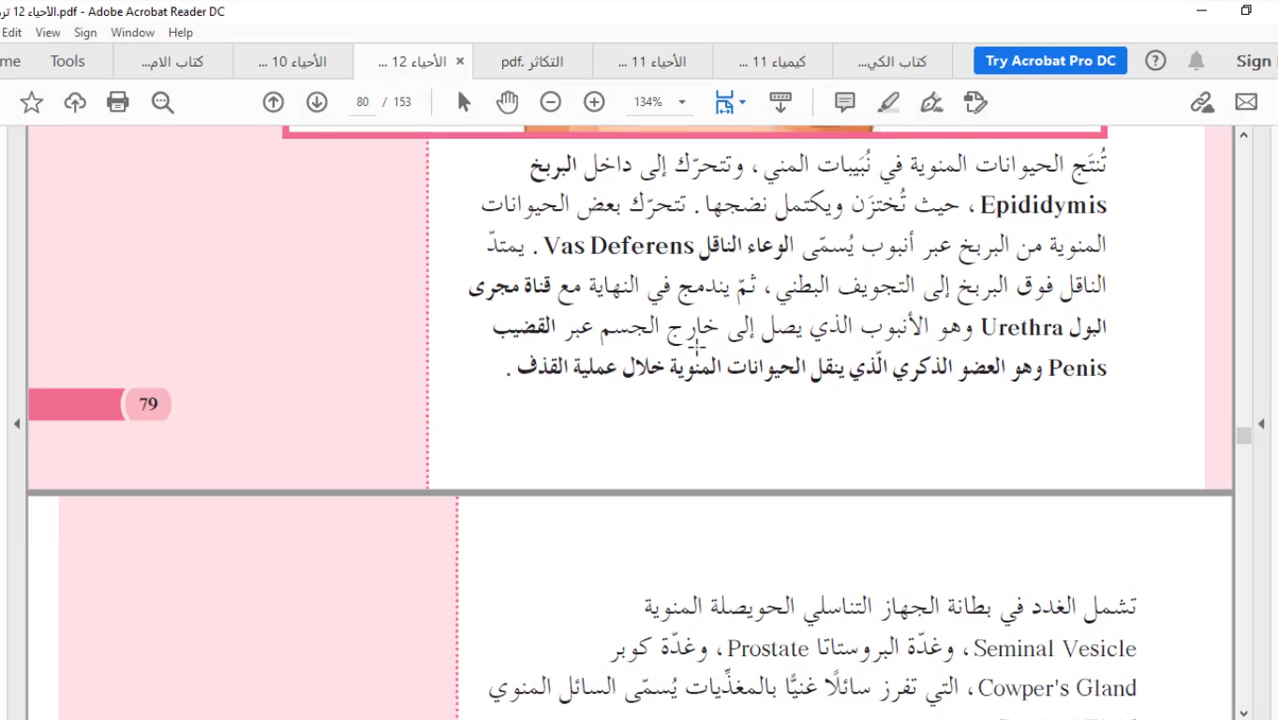 الأحياء 12 تر.pdf - Adobe Acrobat Reader DC
Edit View Sign Window Help
me Tools كتاب الام... الأحياء 10 ... الأحياء 12 ... × التكاثر .pdf الأحياء 11 ... كيمياء 11 ... كتاب الكي... Try Acrobat Pro DC ? Sign
80 / 153 134%
تُنتَج الحيوانات المنوية في نُبَيبات المني، وتتحرّك إلى داخل البربخ
Epididymis، حيث تُختزَن ويكتمل نضجها. تتحرّك بعض الحيوانات
المنوية من البربخ عبر أنبوب يُسمّى الوعاء الناقل Vas Deferens. يمتدّ
الناقل فوق البربخ إلى التجويف البطني، ثمّ يندمج في النهاية مع قناة مجرى
البول Urethra وهو الأنبوب الذي يصل إلى خارج الجسم عبر القضيب
Penis وهو العضو الذكري الّذي ينقل الحيوانات المنوية خلال عملية القذف.
79
تشمل الغدد في بطانة الجهاز التناسلي الحويصلة المنوية
Seminal Vesicle، وغدّة البروستاتا Prostate، وغدّة كوبر
Cowper's Gland، التي تفرز سائلًا غنيًّا بالمغذّيات يُسمّى السائل المنوي